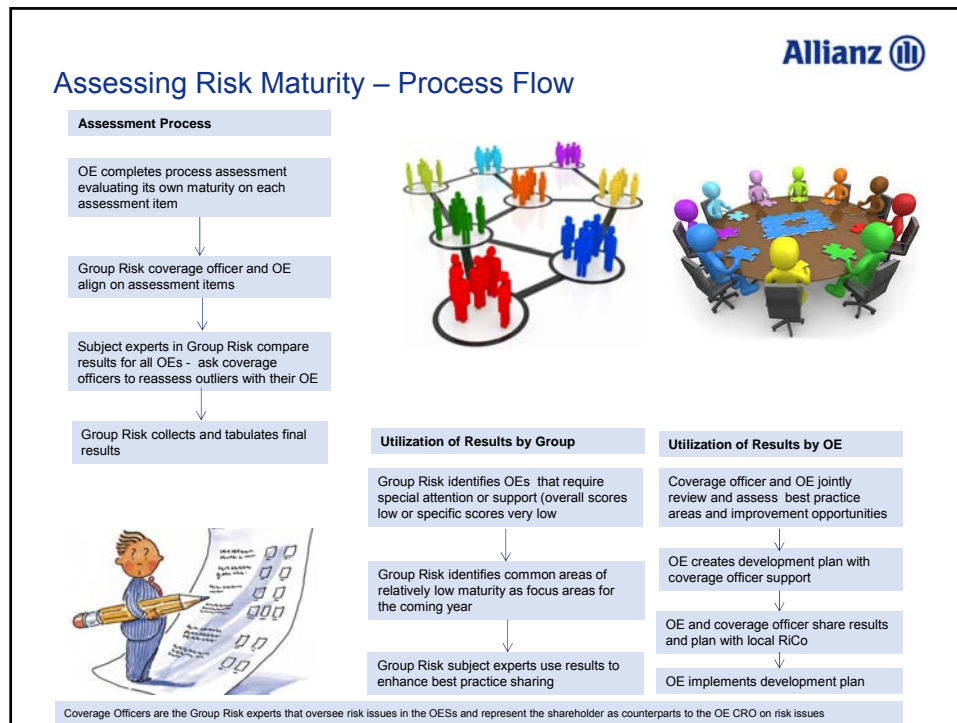 Allianz
Assessing Risk Maturity – Process Flow
Assessment Process
OE completes process assessment
evaluating its own maturity on each
assessment item
Group Risk coverage officer and OE
align on assessment items
Subject experts in Group Risk compare
results for all OEs - ask coverage
officers to reassess outliers with their OE
Group Risk collects and tabulates final
results
Utilization of Results by Group
Group Risk identifies OEs that require
special attention or support (overall scores
low or specific scores very low
Group Risk identifies common areas of
relatively low maturity as focus areas for
the coming year
Group Risk subject experts use results to
enhance best practice sharing
Utilization of Results by OE
Coverage officer and OE jointly
review and assess best practice
areas and improvement opportunities
OE creates development plan with
coverage officer support
OE and coverage officer share results
and plan with local RiCo
OE implements development plan
Coverage Officers are the Group Risk experts that oversee risk issues in the OESs and represent the shareholder as counterparts to the OE CRO on risk issues